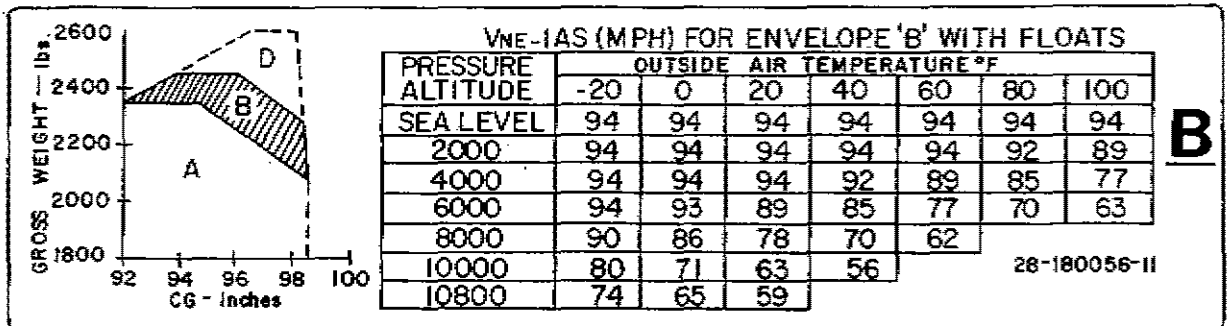 VNE-IAS (MPH) FOR ENVELOPE 'B' WITH FLOATS
GROSS WEIGHT — lbs.
2600
2400
2200
2000
1800
D
B
A
92 94 96 98 100
CG - Inches
PRESSURE ALTITUDE OUTSIDE AIR TEMPERATURE °F
-20 0 20 40 60 80 100
SEA LEVEL 94 94 94 94 94 94 94
2000 94 94 94 94 94 92 89
4000 94 94 94 92 89 85 77
6000 94 93 89 85 77 70 63
8000 90 86 78 70 62
10000 80 71 63 56
10800 74 65 59
28-180056-11
B